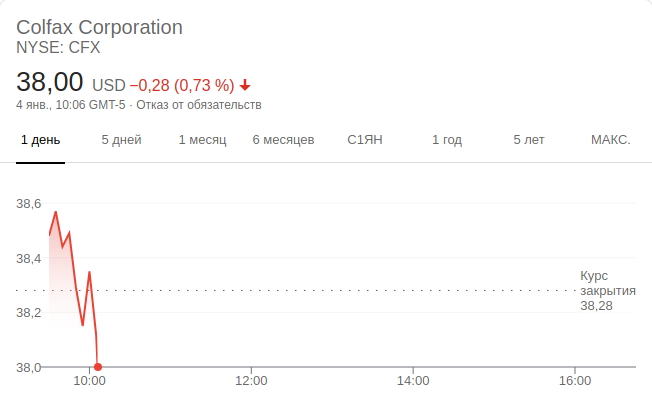 Colfax Corporation
NYSE: CFX
38,00 USD −0,28 (0,73 %)
4 янв., 10:06 GMT-5 · Отказ от обязательств
1 день 5 дней 1 месяц 6 месяцев С1ЯН 1 год 5 лет МАКС.
38,6
38,4
Курс
закрытия
38,28
38,2
38,0
10:00 12:00 14:00 16:00